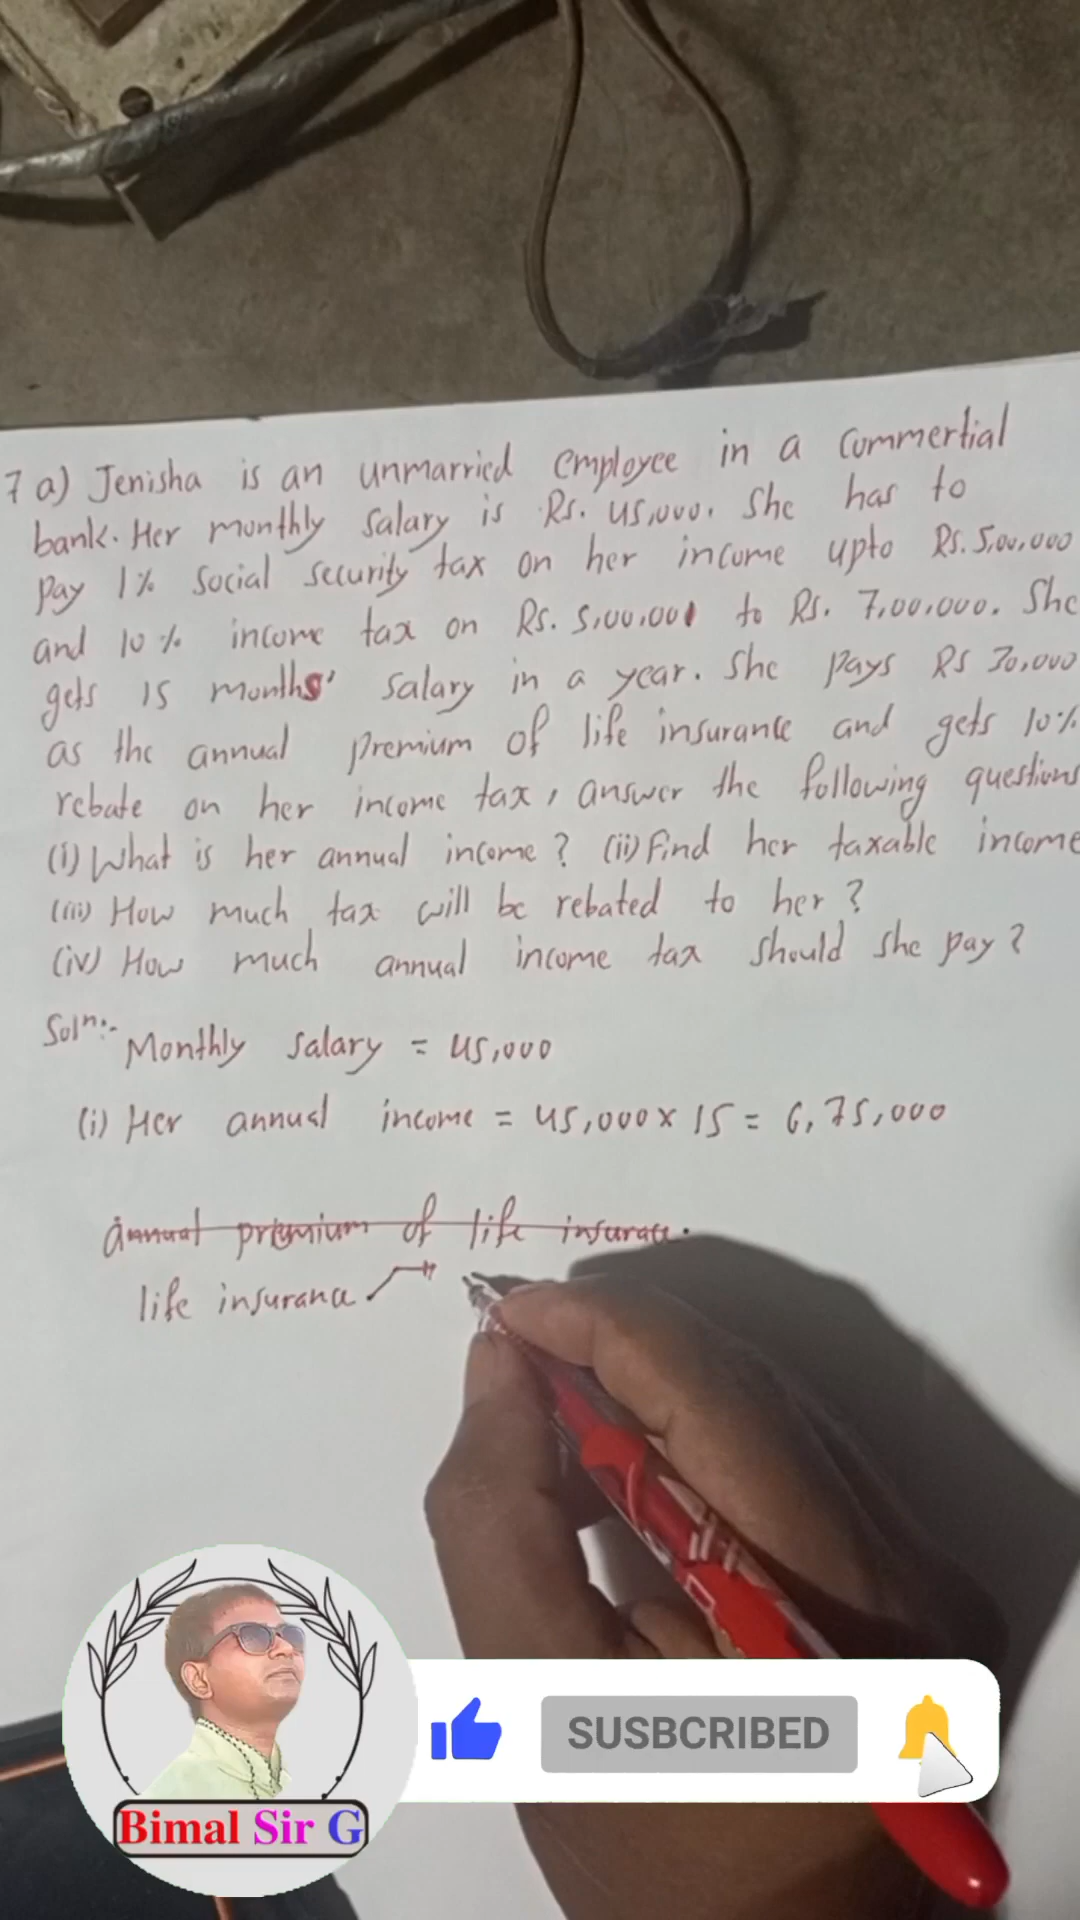 7 a) Jenisha is an unmarried employee in a commertial
bank. Her monthly salary is Rs. 45,000. She has to
pay 1% social security tax on her income upto Rs. 5,00,000
and 10% income tax on Rs. 5,00,001 to Rs. 7,00,000. She
gets 15 months' salary in a year. She pays Rs 30,000
as the annual premium of life insurance and gets 10%
rebate on her income tax, answer the following questions
(i) What is her annual income? (ii) Find her taxable income
(iii) How much tax will be rebated to her?
(iv) How much annual income tax should she pay?
Soln:-
Monthly salary = 45,000
(i) Her annual income = 45,000 x 15 = 6,75,000
annual premium of life insurace.
life insurance
SUSBCRIBED
Bimal Sir G